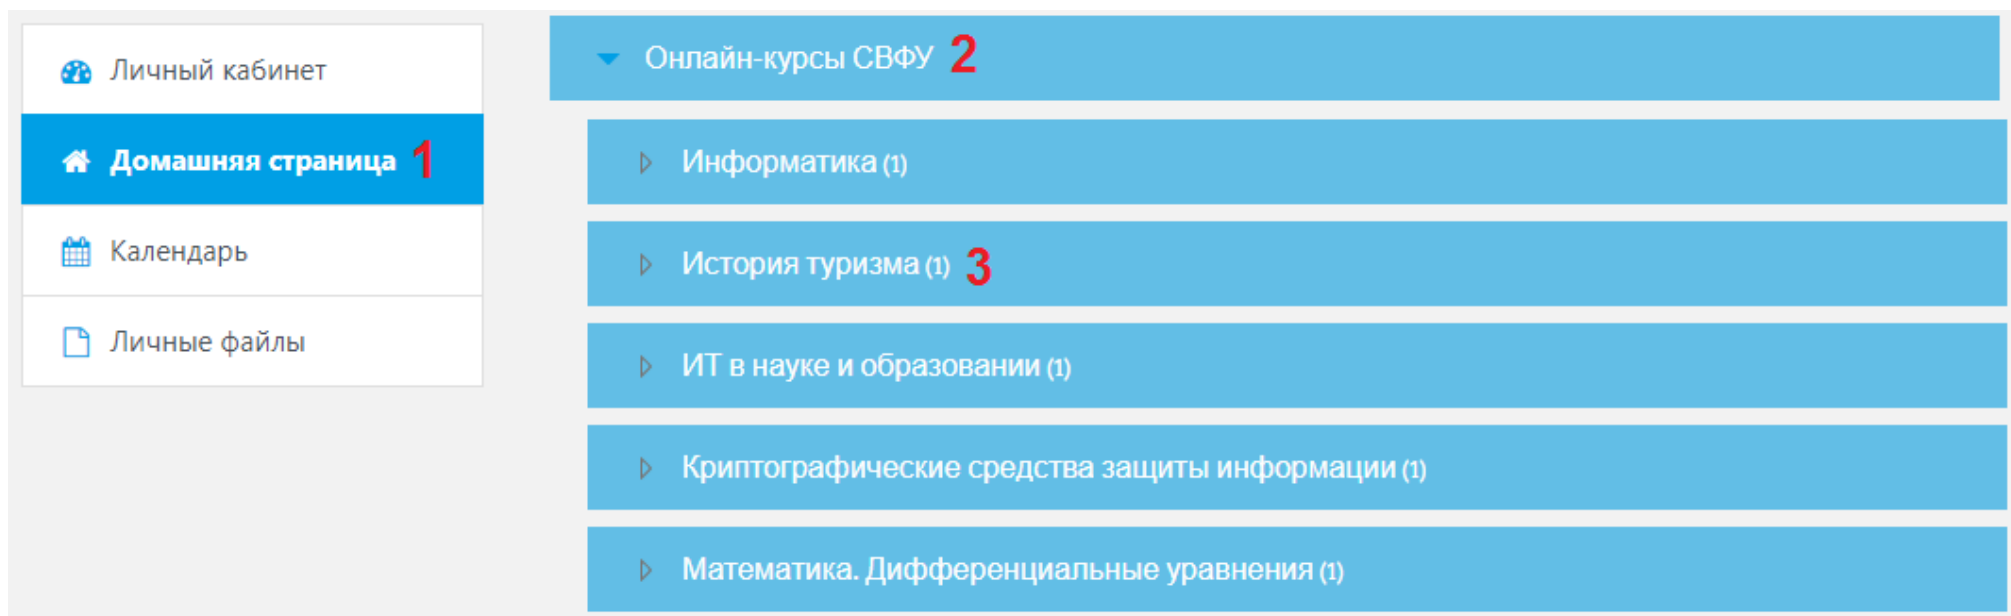 Личный кабинет
Домашняя страница 1
Календарь
Личные файлы
Онлайн-курсы СВФУ 2
Информатика (1)
История туризма (1) 3
ИТ в науке и образовании (1)
Криптографические средства защиты информации (1)
Математика. Дифференциальные уравнения (1)